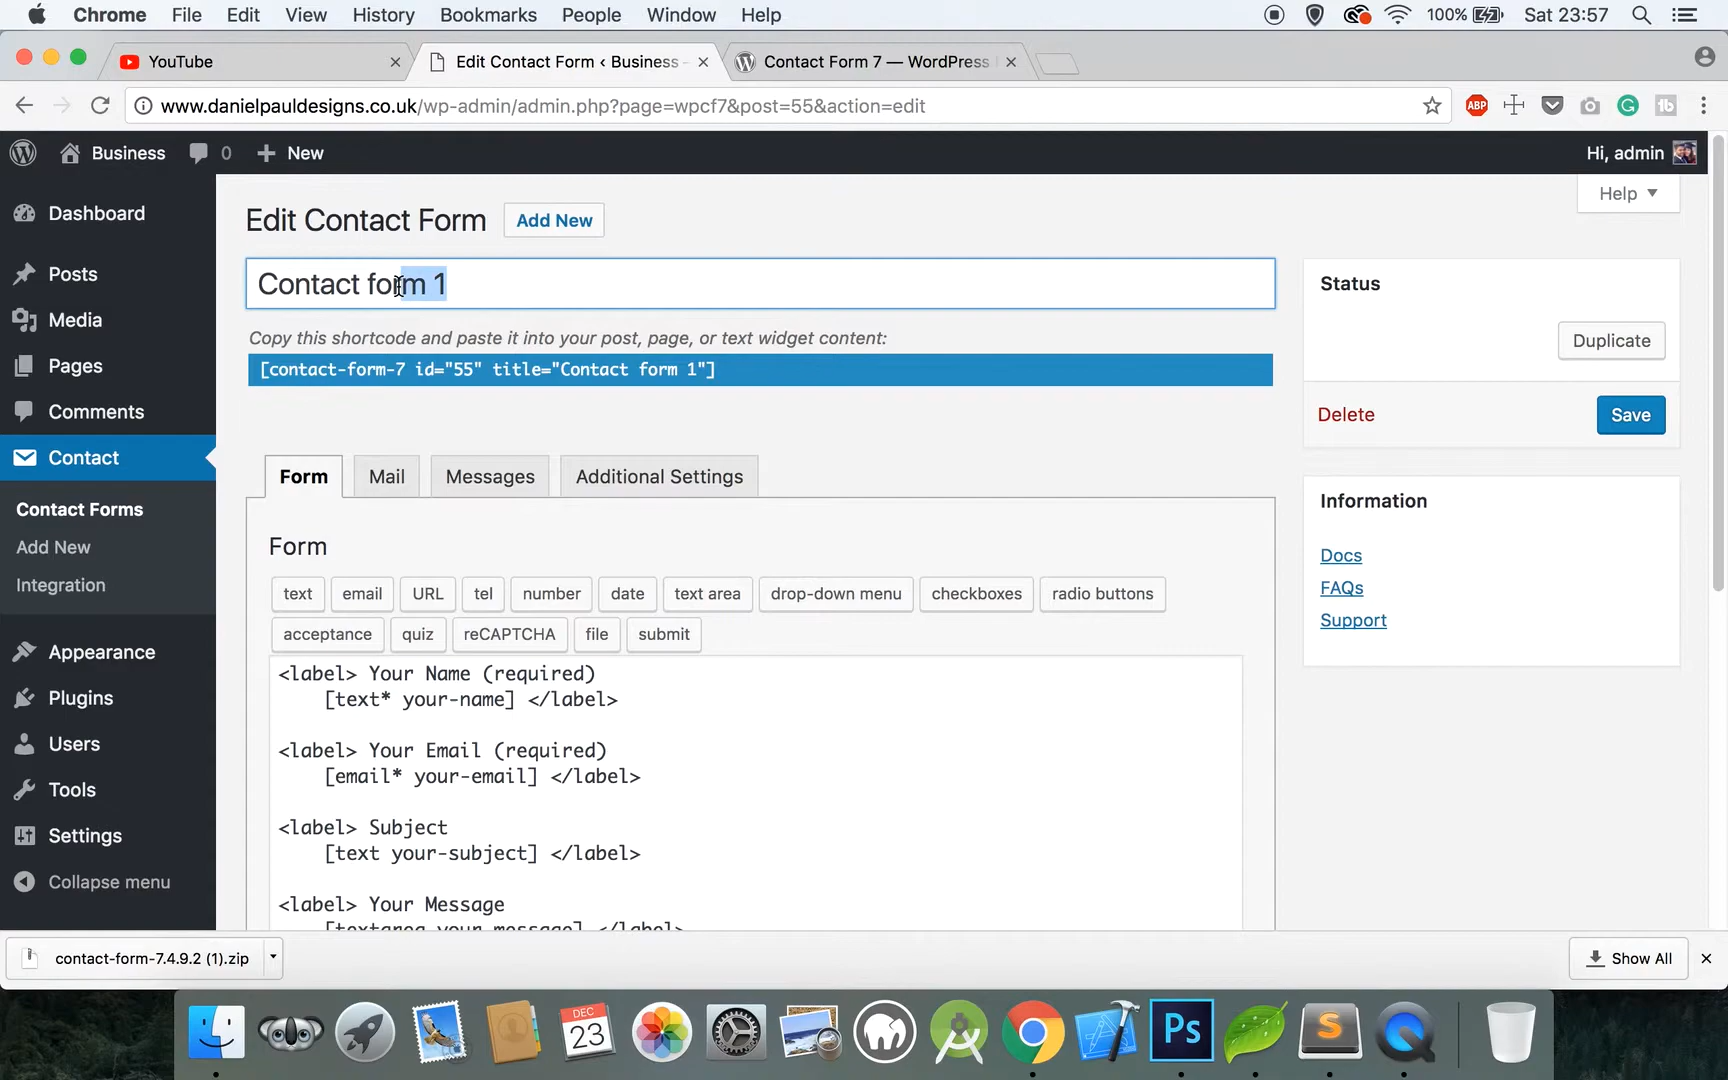 Chrome File Edit View History Bookmarks People Window Help 100% Sat 23:57
YouTube Edit Contact Form ‹ Business - Contact Form 7 — WordPress
www.danielpauldesigns.co.uk/wp-admin/admin.php?page=wpcf7&post=55&action=edit ABP
Business 0 New Hi, admin
Help
Dashboard
Posts
Media
Pages
Comments
Contact
Contact Forms
Add New
Integration
Appearance
Plugins
Users
Tools
Settings
Collapse menu
Edit Contact Form Add New
Contact form 1
Copy this shortcode and paste it into your post, page, or text widget content:
[contact-form-7 id="55" title="Contact form 1"]
Form Mail Messages Additional Settings
Form
text email URL tel number date text area drop-down menu checkboxes radio buttons
acceptance quiz reCAPTCHA file submit
<label> Your Name (required)
[text* your-name] </label>
<label> Your Email (required)
[email* your-email] </label>
<label> Subject
[text your-subject] </label>
<label> Your Message
[textarea your-message] </label>
Status
Duplicate
Delete Save
Information
Docs
FAQs
Support
contact-form-7.4.9.2 (1).zip Show All
DEC
23
Ps
S